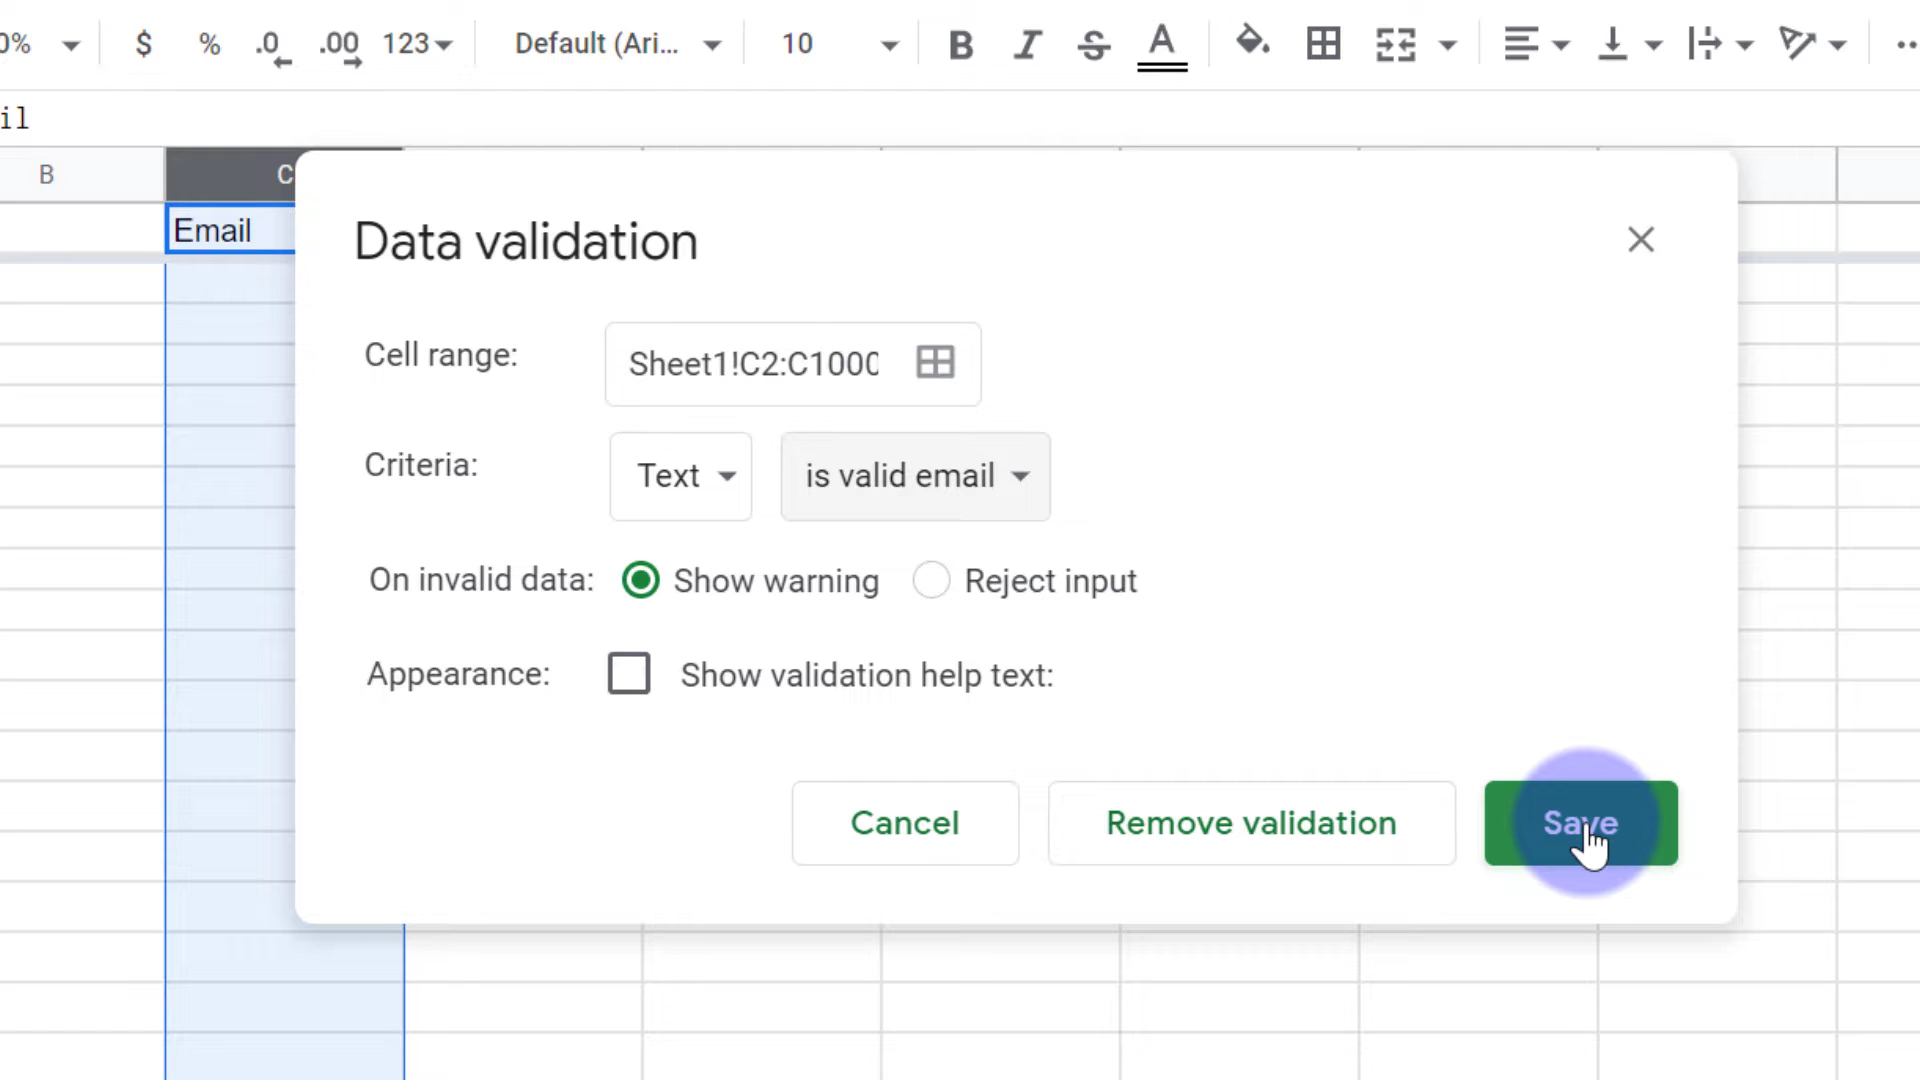 0% $ % .0 .00 123 Default (Ari... 10 B I S A
il
B C
Email
Data validation
Cell range: Sheet1!C2:C1000
Criteria: Text is valid email
On invalid data: Show warning Reject input
Appearance: Show validation help text:
Cancel Remove validation Save